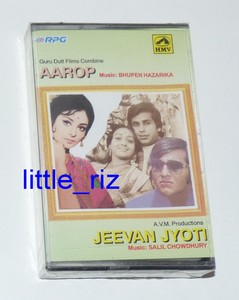 RPG
HMV
Guru Dutt Films Combine
AAROP
Music: BHUPEN HAZARIKA
little_riz
A.V.M. Productions
JEEVAN JYOTI
Music: SALIL CHOWDHURY